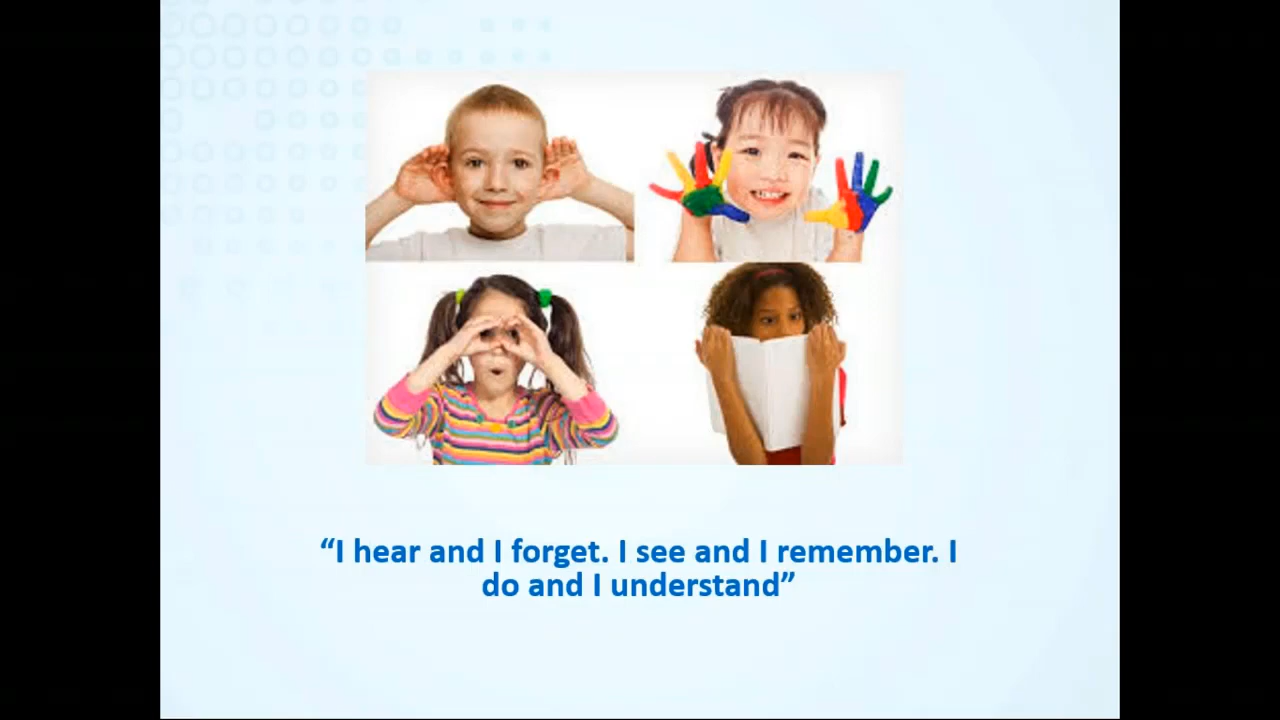 “I hear and I forget. I see and I remember. I
do and I understand”